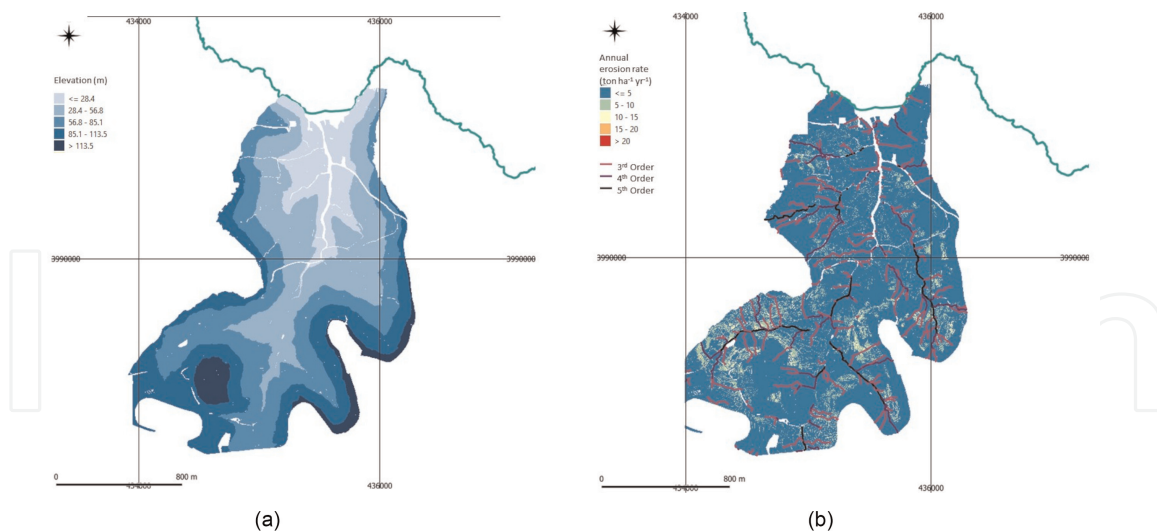 434000
436000
Elevation (m)
<= 28.4
28.4 - 56.8
56.8 - 85.1
85.1 - 113.5
> 113.5
3990000
3990000
0
800 m
434000
436000
(a)
434000
436000
Annual
erosion rate
(ton ha⁻¹ yr⁻¹)
<= 5
5 - 10
10 - 15
15 - 20
> 20
3rd Order
4th Order
5th Order
3990000
3990000
0
800 m
434000
436000
(b)